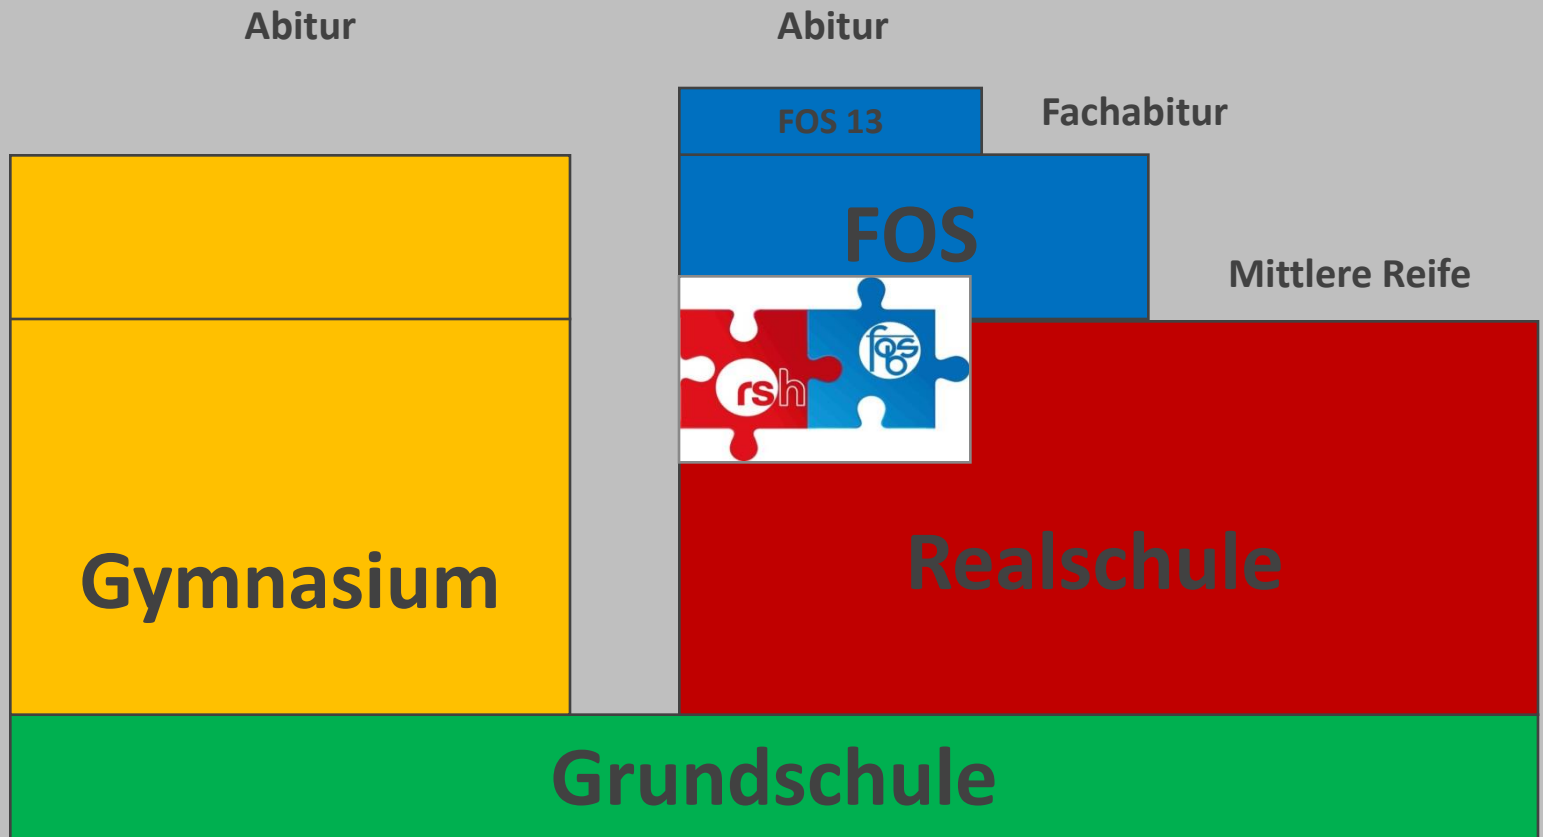 Abitur
Abitur
FOS 13
Fachabitur
FOS
Mittlere Reife
rsh
fos
Gymnasium
Realschule
Grundschule